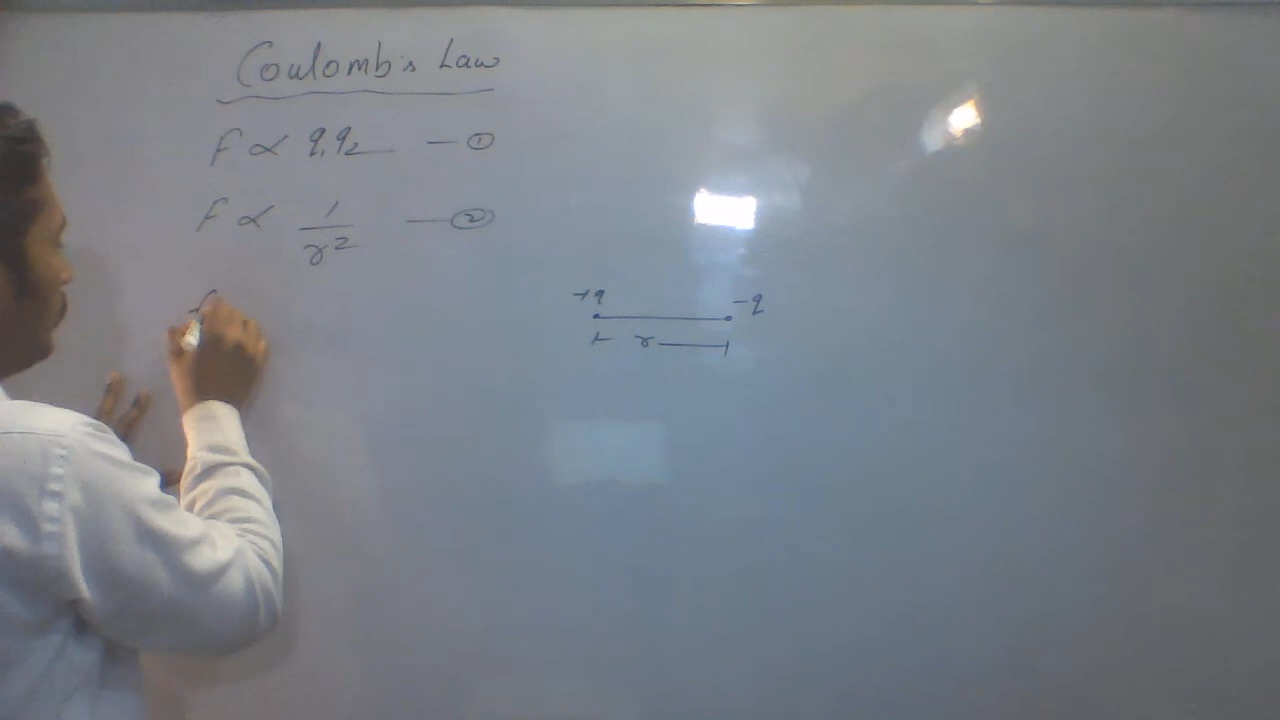 Coulomb's Law
F ∝ q₁q₂ — ①
F ∝ 1/r² — ②
F
+q -q
r